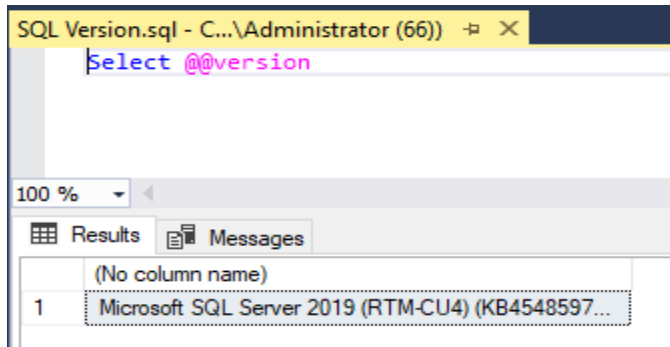 SQL Version.sql - C...\Administrator (66))
Select @@version
100 %
Results Messages
(No column name)
1 Microsoft SQL Server 2019 (RTM-CU4) (KB4548597...